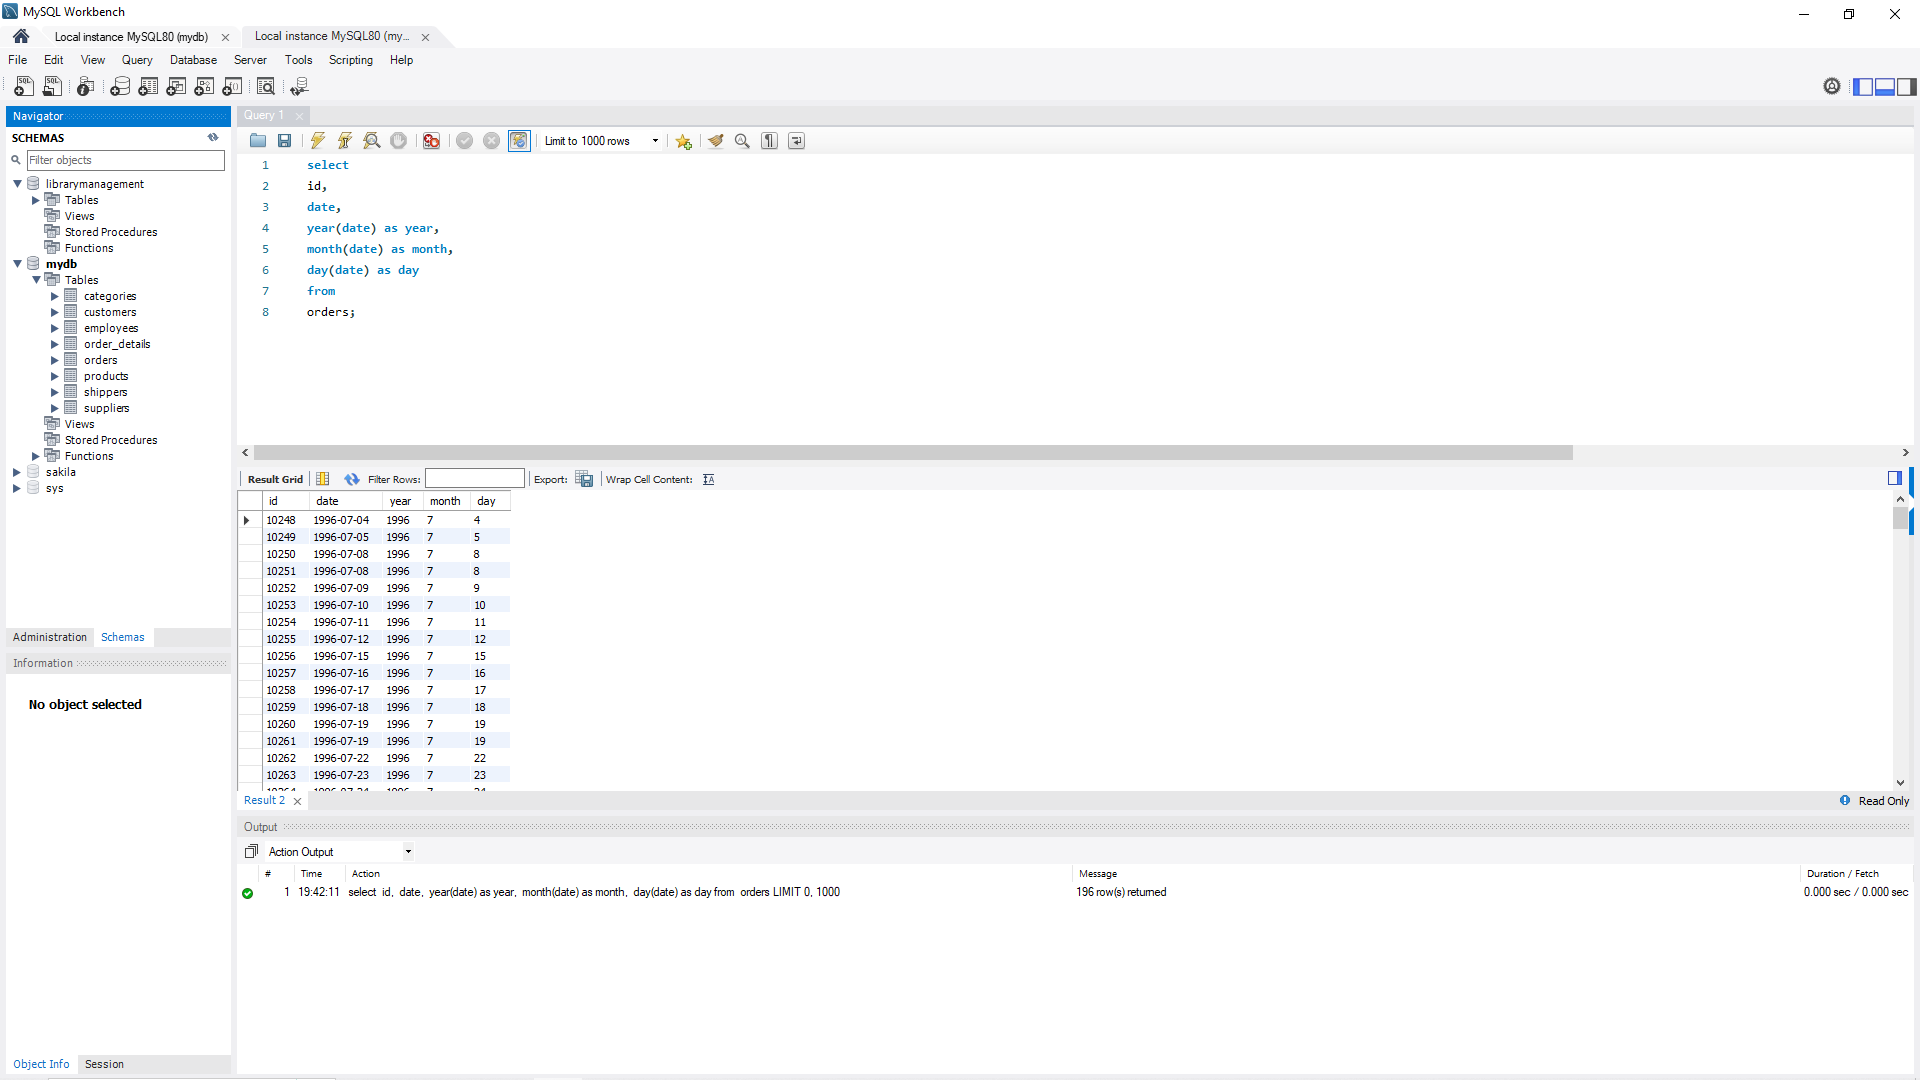 MySQL Workbench
Local instance MySQL80 (mydb)
Local instance MySQL80 (my...
File Edit View Query Database Server Tools Scripting Help
Navigator
SCHEMAS
Filter objects
librarymanagement
Tables
Views
Stored Procedures
Functions
mydb
Tables
categories
customers
employees
order_details
orders
products
shippers
suppliers
Views
Stored Procedures
Functions
sakila
sys
Administration Schemas
Information
No object selected
Object Info Session
Query 1
Limit to 1000 rows
1 select
2 id,
3 date,
4 year(date) as year,
5 month(date) as month,
6 day(date) as day
7 from
8 orders;
Result Grid Filter Rows: Export: Wrap Cell Content:
id date year month day
10248 1996-07-04 1996 7 4
10249 1996-07-05 1996 7 5
10250 1996-07-08 1996 7 8
10251 1996-07-08 1996 7 8
10252 1996-07-09 1996 7 9
10253 1996-07-10 1996 7 10
10254 1996-07-11 1996 7 11
10255 1996-07-12 1996 7 12
10256 1996-07-15 1996 7 15
10257 1996-07-16 1996 7 16
10258 1996-07-17 1996 7 17
10259 1996-07-18 1996 7 18
10260 1996-07-19 1996 7 19
10261 1996-07-19 1996 7 19
10262 1996-07-22 1996 7 22
10263 1996-07-23 1996 7 23
Result 2
Read Only
Output
Action Output
# Time Action Message Duration / Fetch
1 19:42:11 select id, date, year(date) as year, month(date) as month, day(date) as day from orders LIMIT 0, 1000 196 row(s) returned 0.000 sec / 0.000 sec